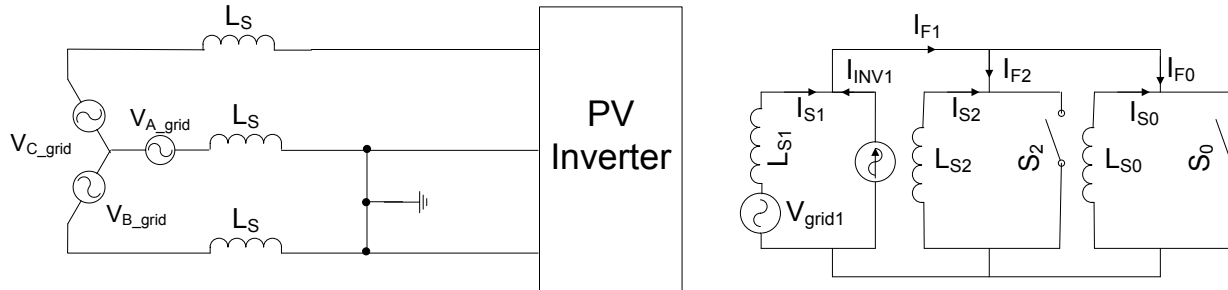 L_S
V_C_grid
V_A_grid
L_S
V_B_grid
L_S
PV
Inverter
I_F1
I_INV1
I_F2
I_F0
I_S1
I_S2
I_S0
L_S1
L_S2
S_2
L_S0
S_0
V_grid1